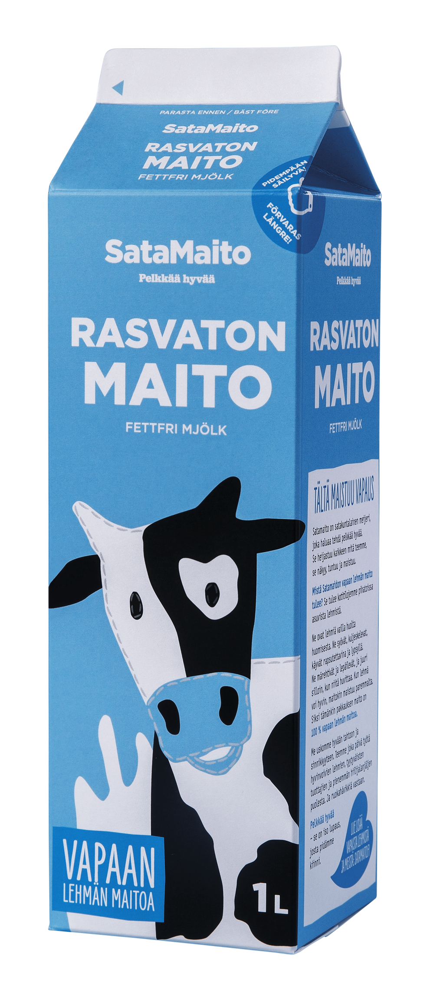 PARASTA ENNEN / BÄST FÖRE
SataMaito
RASVATON
MAITO
FETTFRI MJÖLK
PIDEMPÄÄN
SÄILYVÄ!
FÖRVARAS
LÄNGRE!
SataMaito
Pelkkää hyvää
RASVATON
MAITO
FETTFRI MJÖLK
VAPAAN
LEHMÄN MAITOA
1 L
SataMaito
Pelkkää hyvää
RASVATON
MAITO
FETTFRI MJÖLK
TÄLTÄ MAISTUU VAPAUS
Satamaito on satakuntalainen meijeri,
joka haluaa tehdä pelkkää hyvää.
Se heijastuu kaikkeen mitä teemme,
se näkyy, tuntuu ja maistuu.
Mistä Satamaidon vapaan lehmän maito
tulee? Se tulee kotitilojemme pihatoissa
asuvista lehmistä.
Ne ovat lehmiä vailla huolta
huomisesta. Ne syövät, kuljeskelevat,
käyvät rapsutettavina ja lypsyllä.
Ne märehtivät ja lepäilevät, ja juuri
silloin, kun niitä huvittaa. Kun lehmä
voi hyvin, maitokin maistuu paremmalta.
Siksi tämänkin pakkauksen maito on
100 % vapaan lehmän maitoa.
Me uskomme hyvään tahtoon ja
sinnikkyyteen. Teemme joka päivä työtä
hyvinvoivien lehmien, tyytyväisten
tuottajien ja pienemmän hiilijalanjäljen
puolesta. Ja ruokahävikkiä vastaan.
Pelkkää hyvää
– se on iso lupaus,
josta pidämme
kiinni.
LUE LISÄÄ
VAPAISTA LEHMISTÄ
JA MEISTÄ: SATAMAITO.FI